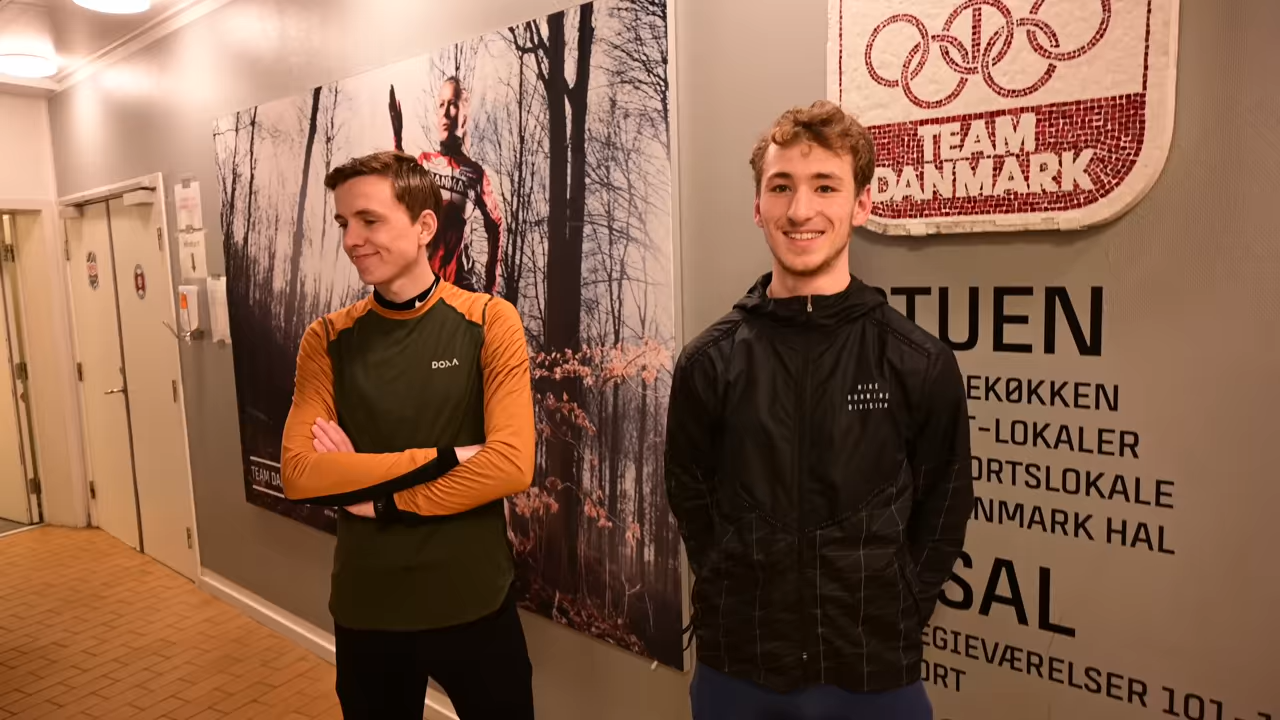 TEAM
DANMARK
TUEN
EKØKKEN
T-LOKALER
ORTSLOKALE
NMARK HAL
SAL
EGIEVÆRELSER 101-
ORT
DOXA
NIKE
RUNNING
DIVISION
TEAM DA